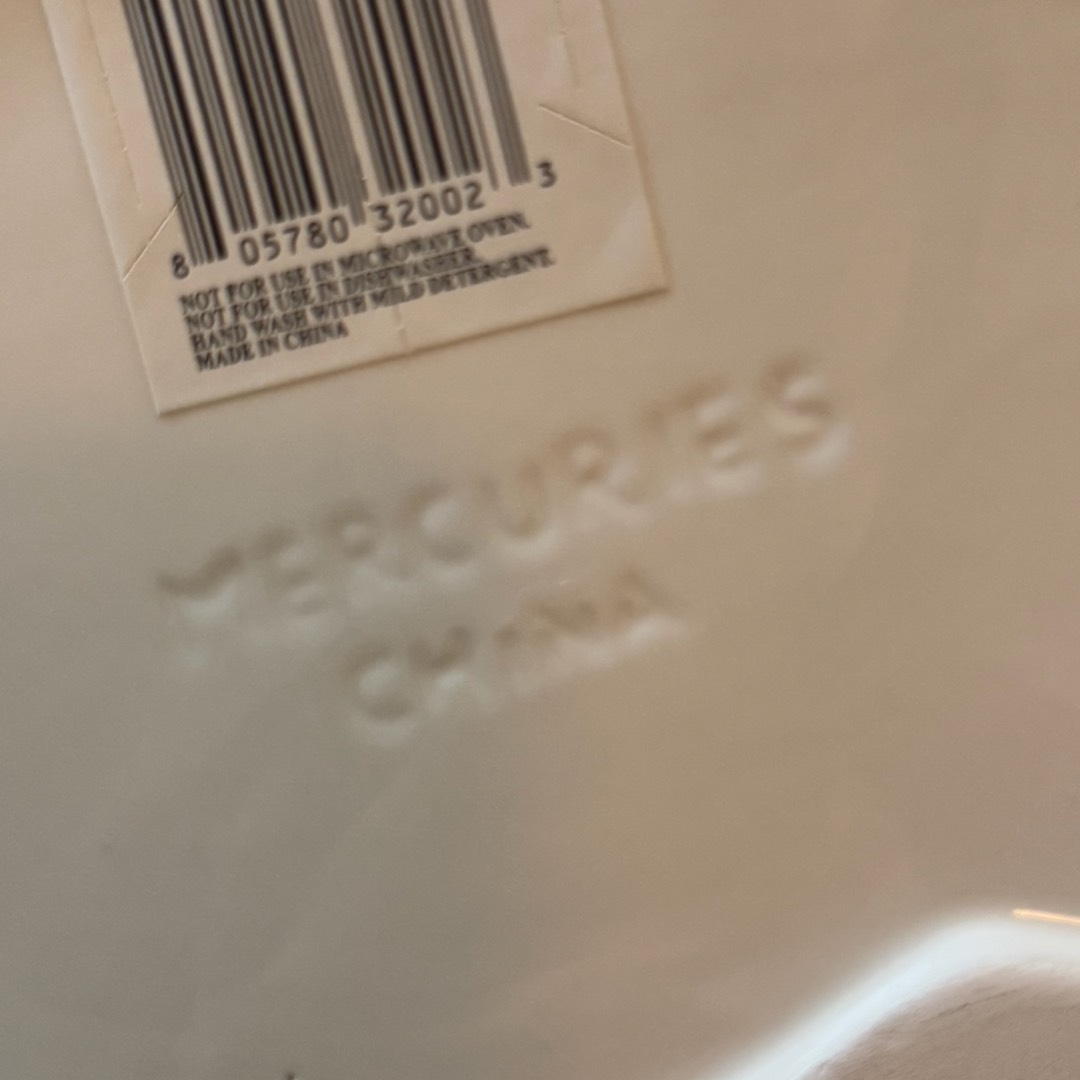 8 05780 32002 3
NOT FOR USE IN MICROWAVE OVEN.
NOT FOR USE IN DISHWASHER.
HAND WASH WITH MILD DETERGENT.
MADE IN CHINA
MERCURIES
CHINA